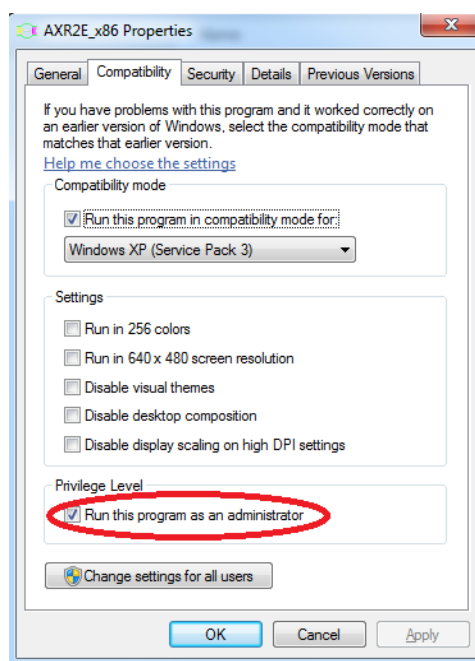 AXR2E_x86 Properties
General Compatibility Security Details Previous Versions
If you have problems with this program and it worked correctly on
an earlier version of Windows, select the compatibility mode that
matches that earlier version.
Help me choose the settings
Compatibility mode
Run this program in compatibility mode for:
Windows XP (Service Pack 3)
Settings
Run in 256 colors
Run in 640 x 480 screen resolution
Disable visual themes
Disable desktop composition
Disable display scaling on high DPI settings
Privilege Level
Run this program as an administrator
Change settings for all users
OK Cancel Apply